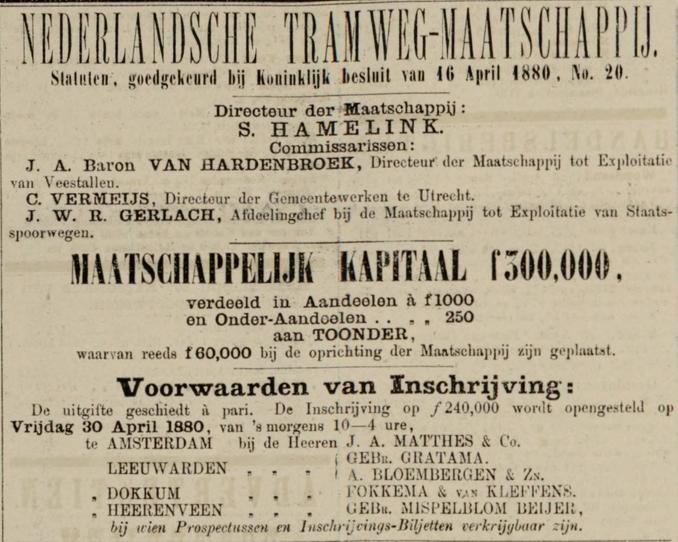 NEDERLANDSCHE TRAMWEG-MAATSCHAPPIJ.
Statuten, goedgekeurd bij Koninklijk besluit van 16 April 1880, No. 20.
Directeur der Maatschappij:
S. HAMELINK.
Commissarissen:
J. A. Baron VAN HARDENBROEK, Directeur der Maatschappij tot Exploitatie
van Veestallen.
C. VERMEIJS, Directeur der Gemeentewerken te Utrecht.
J. W. R. GERLACH, Afdeelingchef bij de Maatschappij tot Exploitatie van Staats-
spoorwegen.
MAATSCHAPPELIJK KAPITAAL f 300,000,
verdeeld in Aandeelen à f 1000
en Onder-Aandeelen . . „ „ 250
aan TOONDER,
waarvan reeds f 60,000 bij de oprichting der Maatschappij zijn geplaatst.
Voorwaarden van Inschrijving:
De uitgifte geschiedt à pari. De Inschrijving op f 240,000 wordt opengesteld op
Vrijdag 30 April 1880, van 's morgens 10—4 ure,
te AMSTERDAM bij de Heeren J. A. MATTHES & Co.
LEEUWARDEN „ „ „ { GEBR. GRATAMA.
A. BLOEMBERGEN & ZN.
„ DOKKUM „ „ „ FOKKEMA & VAN KLEFFENS.
„ HEERENVEEN „ „ „ GEBR. MISPELBLOM BEIJER,
bij wien Prospectussen en Inschrijvings-Biljetten verkrijgbaar zijn.